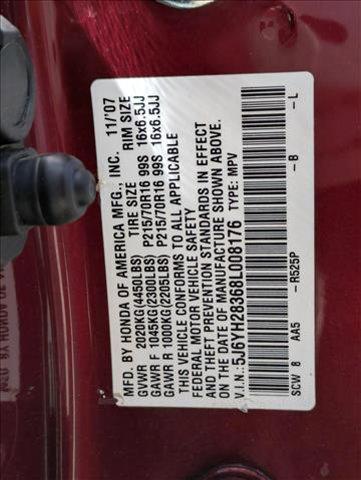 MFD. BY HONDA OF AMERICA MFG., INC. 11/'07
TIRE SIZE RIM SIZE
GVWR 2020KG(4450LBS) P215/70R16 99S 16x6.5JJ
GAWR F 1045KG(2300LBS) P215/70R16 99S 16x6.5JJ
GAWR R 1000KG(2205LBS)
THIS VEHICLE CONFORMS TO ALL APPLICABLE
FEDERAL MOTOR VEHICLE SAFETY AND
THEFT PREVENTION STANDARDS IN EFFECT
ON THE DATE OF MANUFACTURE SHOWN ABOVE.
V.I.N.: 5J6YH28368L008176 TYPE: MPV
SCW 8 AA5 -R525P -B -L